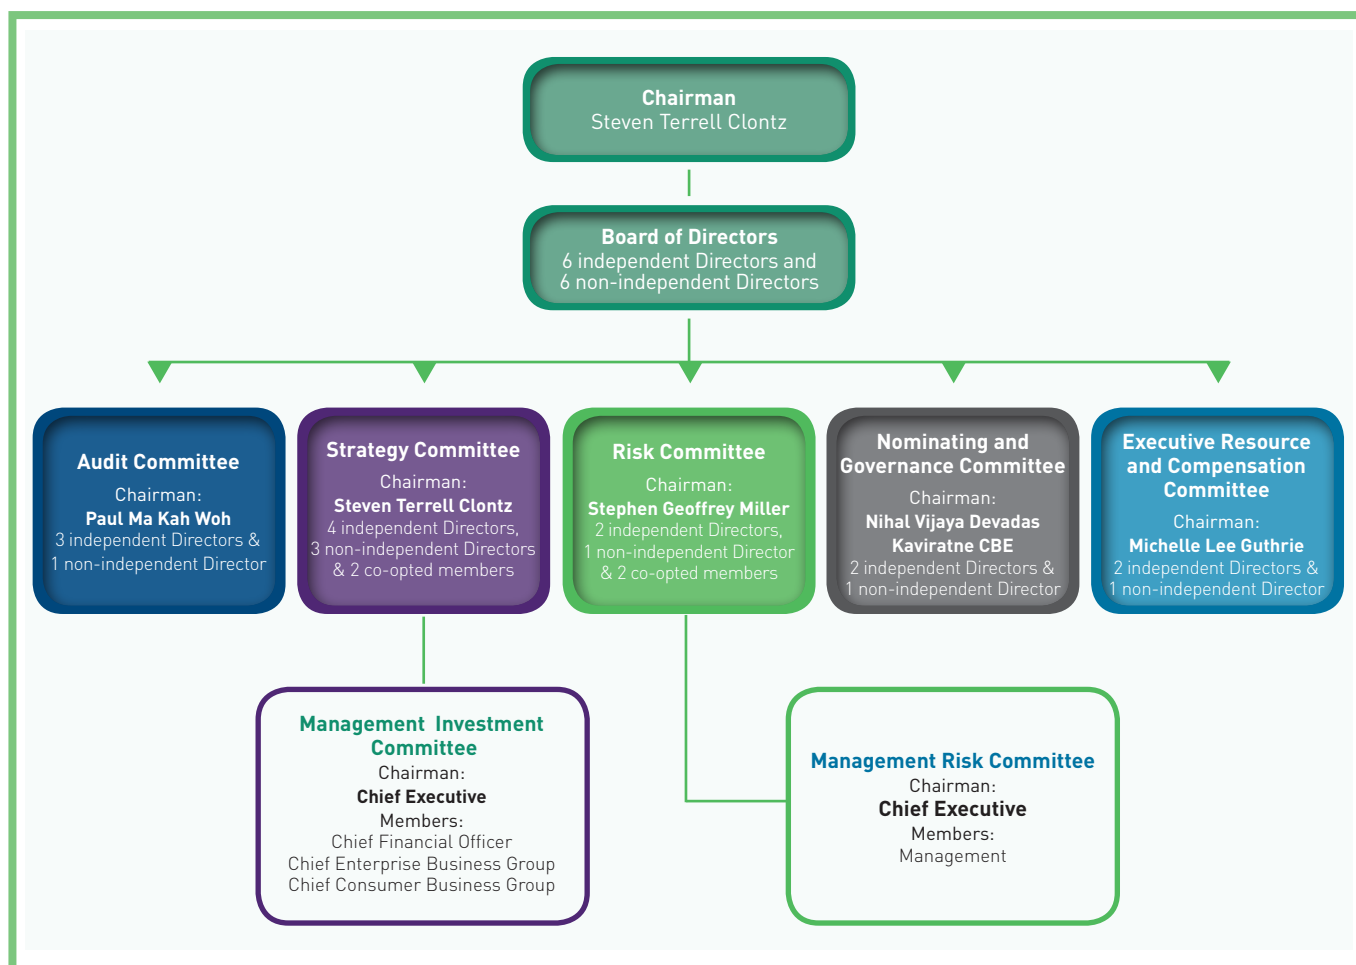 Chairman
Steven Terrell Clontz
Board of Directors
6 independent Directors and
6 non-independent Directors
Audit Committee
Chairman:
Paul Ma Kah Woh
3 independent Directors &
1 non-independent Director
Strategy Committee
Chairman:
Steven Terrell Clontz
4 independent Directors,
3 non-independent Directors
& 2 co-opted members
Risk Committee
Chairman:
Stephen Geoffrey Miller
2 independent Directors,
1 non-independent Director
& 2 co-opted members
Nominating and
Governance Committee
Chairman:
Nihal Vijaya Devadas
Kaviratne CBE
2 independent Directors &
1 non-independent Director
Executive Resource
and Compensation
Committee
Chairman:
Michelle Lee Guthrie
2 independent Directors &
1 non-independent Director
Management Investment
Committee
Chairman:
Chief Executive
Members:
Chief Financial Officer
Chief Enterprise Business Group
Chief Consumer Business Group
Management Risk Committee
Chairman:
Chief Executive
Members:
Management